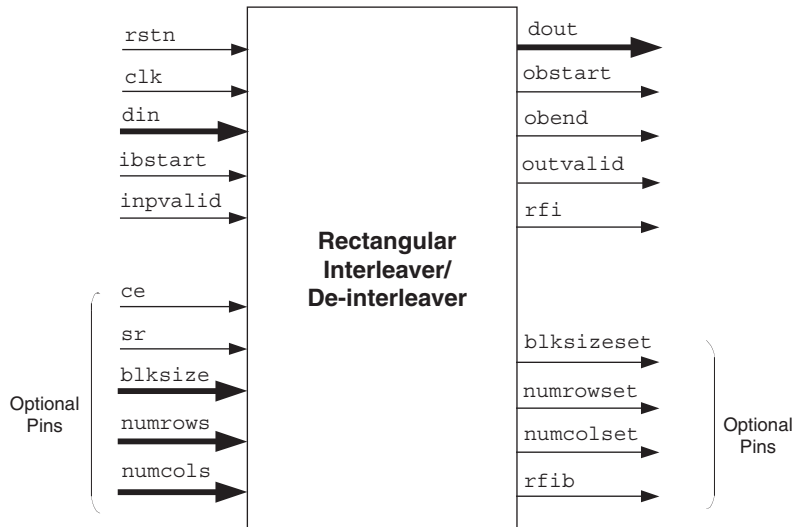 rstn
clk
din
ibstart
inpvalid
ce
sr
blksize
numrows
numcols
Optional
Pins
Rectangular
Interleaver/
De-interleaver
dout
obstart
obend
outvalid
rfi
blksizeset
numrowset
numcolset
rfib
Optional
Pins